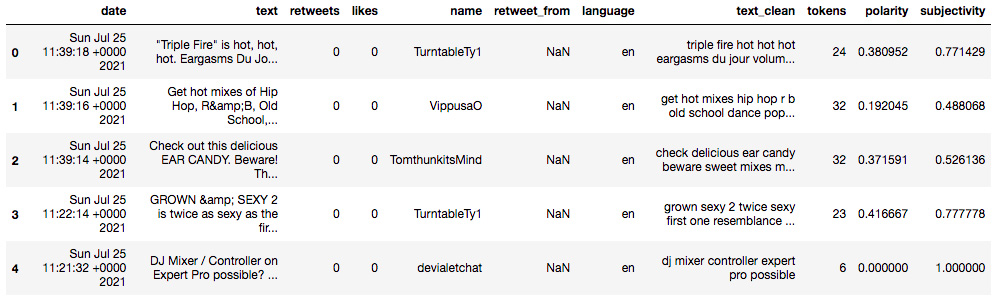 date text retweets likes name retweet_from language text_clean tokens polarity subjectivity
Sun Jul 25 "Triple Fire" is hot, hot, triple fire hot hot hot
0 11:39:18 +0000 hot. Eargasms Du Jo... 0 0 TurntableTy1 NaN en eargasms du jour volum... 24 0.380952 0.771429
2021
Sun Jul 25 Get hot mixes of Hip get hot mixes hip hop r b
1 11:39:16 +0000 Hop, R&amp;B, Old 0 0 VippusaO NaN en old school dance pop... 32 0.192045 0.488068
2021 School,...
Sun Jul 25 Check out this delicious check delicious ear candy
2 11:39:14 +0000 EAR CANDY. Beware! 0 0 TomthunkitsMind NaN en beware sweet mixes m... 32 0.371591 0.526136
2021 Th...
Sun Jul 25 GROWN &amp; SEXY 2 grown sexy 2 twice sexy
3 11:22:14 +0000 is twice as sexy as the 0 0 TurntableTy1 NaN en first one resemblance ... 23 0.416667 0.777778
2021 fir...
Sun Jul 25 DJ Mixer / Controller on dj mixer controller expert
4 11:21:32 +0000 Expert Pro possible? ... 0 0 devialetchat NaN en pro possible 6 0.000000 1.000000
2021